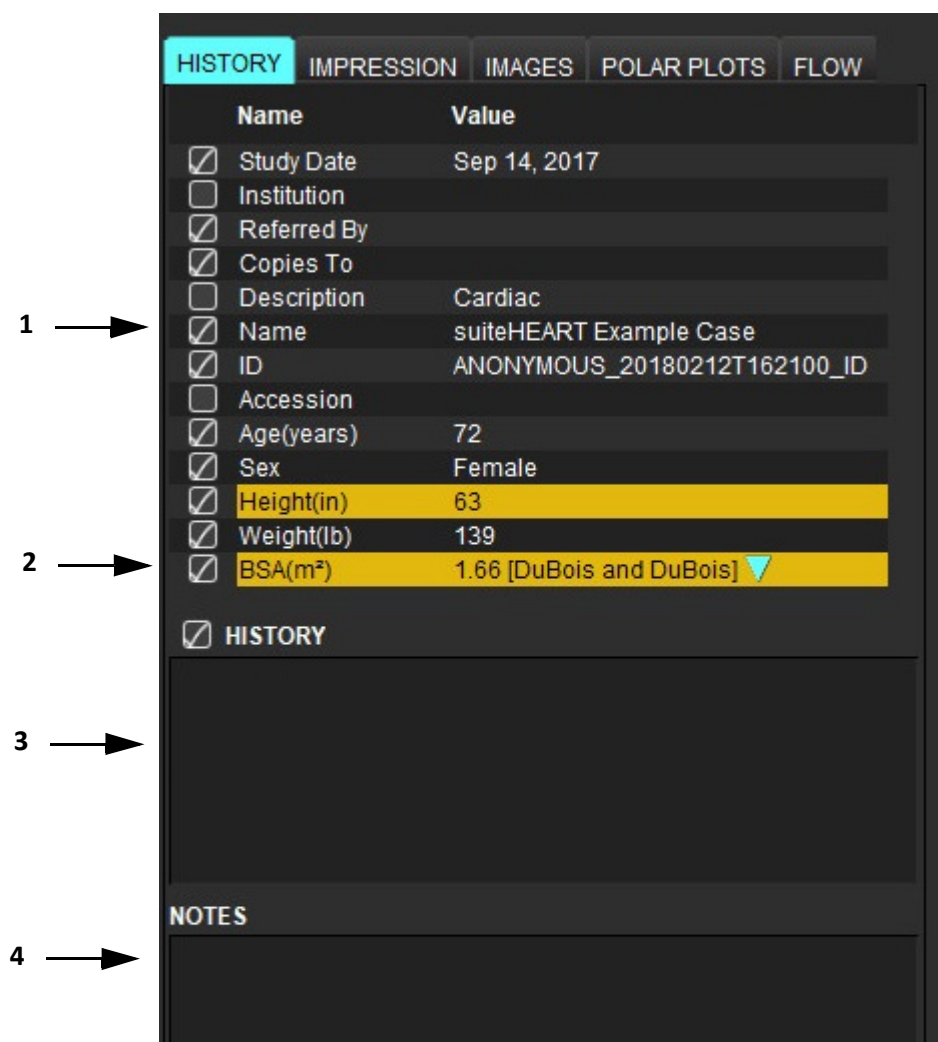 HISTORY IMPRESSION IMAGES POLAR PLOTS FLOW
Name Value
Study Date Sep 14, 2017
Institution
Referred By
Copies To
Description Cardiac
1 Name suiteHEART Example Case
ID ANONYMOUS_20180212T162100_ID
Accession
Age(years) 72
Sex Female
Height(in) 63
Weight(lb) 139
2 BSA(m²) 1.66 [DuBois and DuBois]
HISTORY
3
NOTES
4